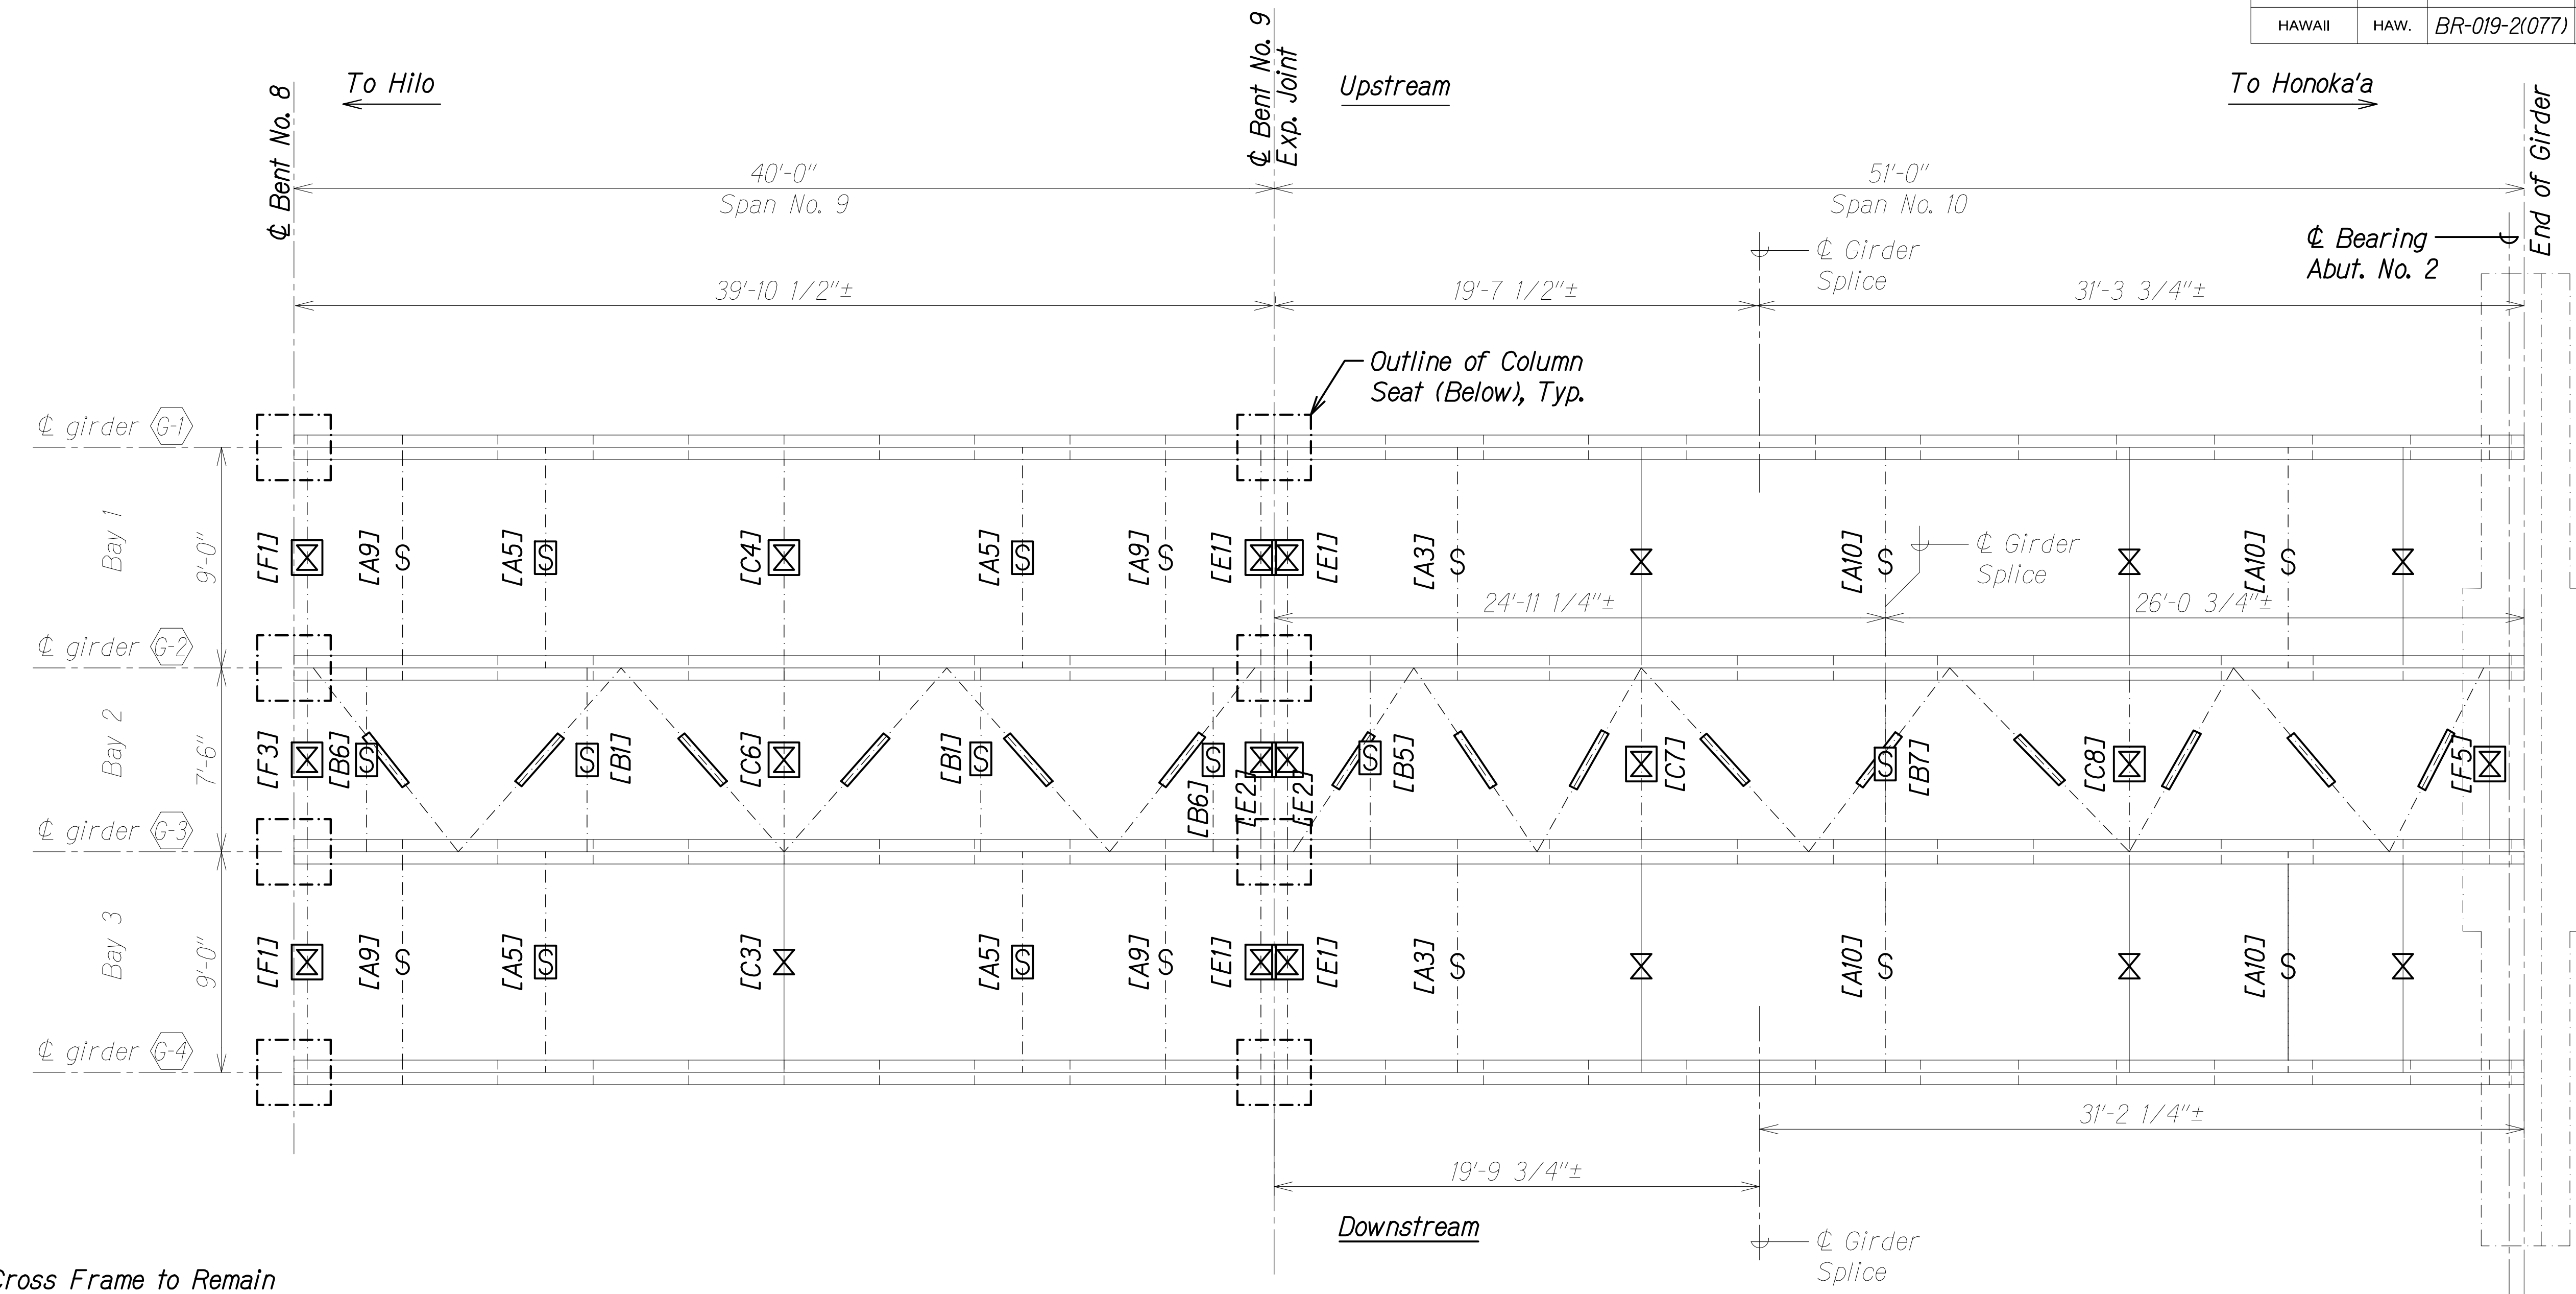 HAWAII HAW. BR-019-2(077)
To Hilo
Upstream
To Honoka'a
℄ Bent No. 8
℄ Bent No. 9
Exp. Joint
End of Girder
40'-0"
Span No. 9
51'-0"
Span No. 10
℄ Bearing
Abut. No. 2
℄ Girder
Splice
39'-10 1/2"±
19'-7 1/2"±
31'-3 3/4"±
Outline of Column
Seat (Below), Typ.
℄ girder G-1
Bay 1
9'-0"
[F1]
[A9]
S
[A5]
S
[C4]
[A5]
S
[A9]
S
[E1]
[E1]
[A3]
S
[A10]
S
℄ Girder
Splice
[A10]
S
24'-11 1/4"±
26'-0 3/4"±
℄ girder G-2
Bay 2
7'-6"
[F3]
[B6]
S
S
[B1]
[C6]
[B1]
S
[B6]
S
[E2]
[E2]
S
[B5]
[C7]
S
[B7]
[C8]
[F5]
℄ girder G-3
Bay 3
9'-0"
[F1]
[A9]
S
[A5]
S
[C3]
[A5]
S
[A9]
S
[E1]
[E1]
[A3]
S
[A10]
S
[A10]
S
℄ girder G-4
31'-2 1/4"±
19'-9 3/4"±
Downstream
℄ Girder
Splice
Cross Frame to Remain